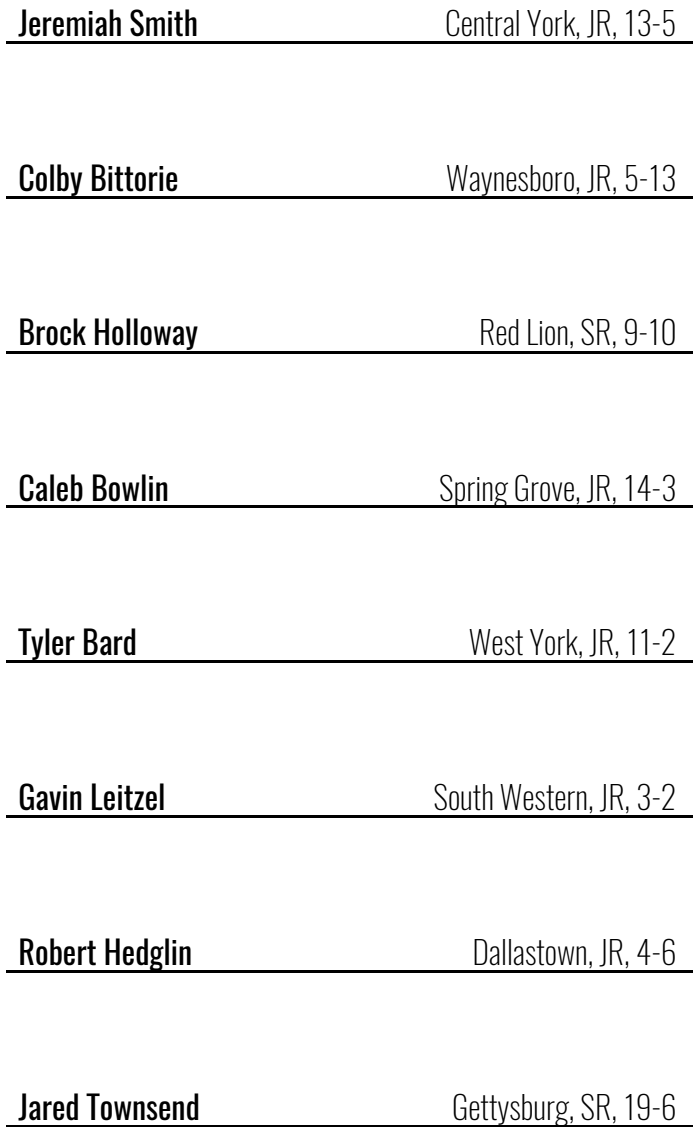 Jeremiah Smith Central York, JR, 13-5
Colby Bittorie Waynesboro, JR, 5-13
Brock Holloway Red Lion, SR, 9-10
Caleb Bowlin Spring Grove, JR, 14-3
Tyler Bard West York, JR, 11-2
Gavin Leitzel South Western, JR, 3-2
Robert Hedglin Dallastown, JR, 4-6
Jared Townsend Gettysburg, SR, 19-6